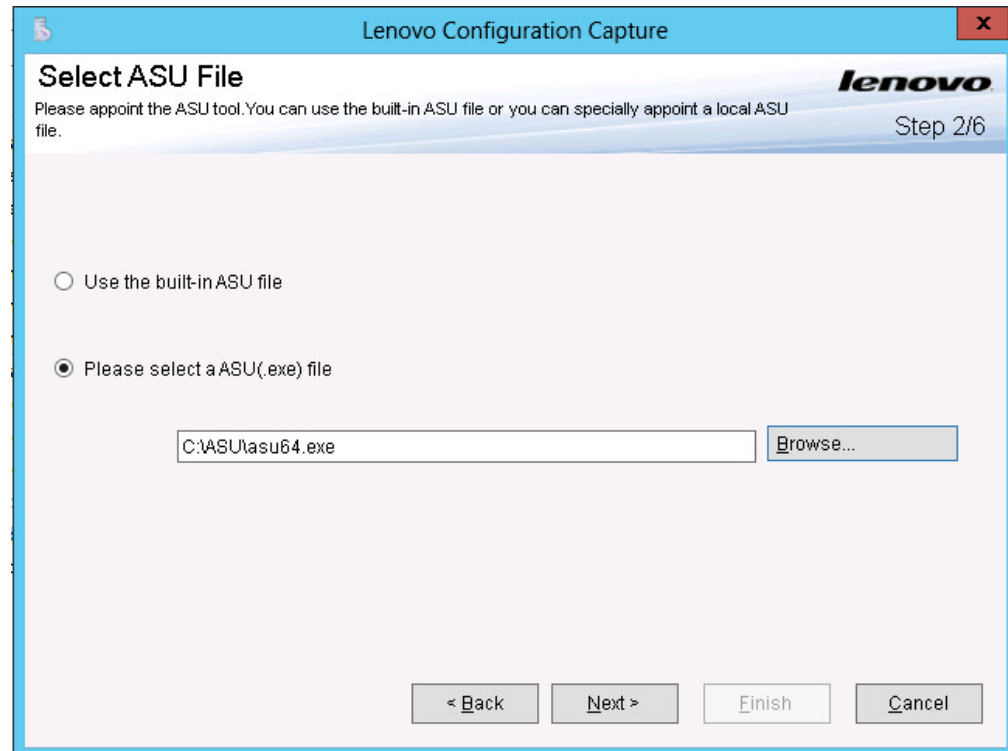 Lenovo Configuration Capture
x
Select ASU File
lenovo
Please appoint the ASU tool.You can use the built-in ASU file or you can specially appoint a local ASU
file.
Step 2/6
Use the built-in ASU file
Please select a ASU(.exe) file
C:\ASU\asu64.exe
Browse...
< Back
Next >
Finish
Cancel